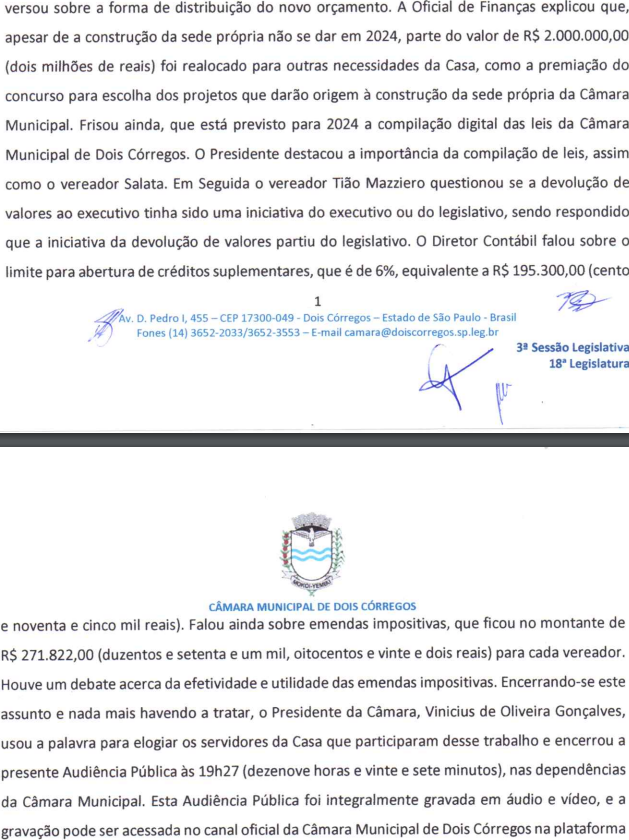 versou sobre a forma de distribuição do novo orçamento. A Oficial de Finanças explicou que,
apesar de a construção da sede própria não se dar em 2024, parte do valor de R$ 2.000.000,00
(dois milhões de reais) foi realocado para outras necessidades da Casa, como a premiação do
concurso para escolha dos projetos que darão origem à construção da sede própria da Câmara
Municipal. Frisou ainda, que está previsto para 2024 a compilação digital das leis da Câmara
Municipal de Dois Córregos. O Presidente destacou a importância da compilação de leis, assim
como o vereador Salata. Em Seguida o vereador Tião Mazziero questionou se a devolução de
valores ao executivo tinha sido uma iniciativa do executivo ou do legislativo, sendo respondido
que a iniciativa da devolução de valores partiu do legislativo. O Diretor Contábil falou sobre o
limite para abertura de créditos suplementares, que é de 6%, equivalente a R$ 195.300,00 (cento
1
Av. D. Pedro I, 455 – CEP 17300-049 - Dois Córregos – Estado de São Paulo - Brasil
Fones (14) 3652-2033/3652-3553 – E-mail camara@doiscorregos.sp.leg.br
3ª Sessão Legislativa
18ª Legislatura
CÂMARA MUNICIPAL DE DOIS CÓRREGOS
e noventa e cinco mil reais). Falou ainda sobre emendas impositivas, que ficou no montante de
R$ 271.822,00 (duzentos e setenta e um mil, oitocentos e vinte e dois reais) para cada vereador.
Houve um debate acerca da efetividade e utilidade das emendas impositivas. Encerrando-se este
assunto e nada mais havendo a tratar, o Presidente da Câmara, Vinicius de Oliveira Gonçalves,
usou a palavra para elogiar os servidores da Casa que participaram desse trabalho e encerrou a
presente Audiência Pública às 19h27 (dezenove horas e vinte e sete minutos), nas dependências
da Câmara Municipal. Esta Audiência Pública foi integralmente gravada em áudio e vídeo, e a
gravação pode ser acessada no canal oficial da Câmara Municipal de Dois Córregos na plataforma